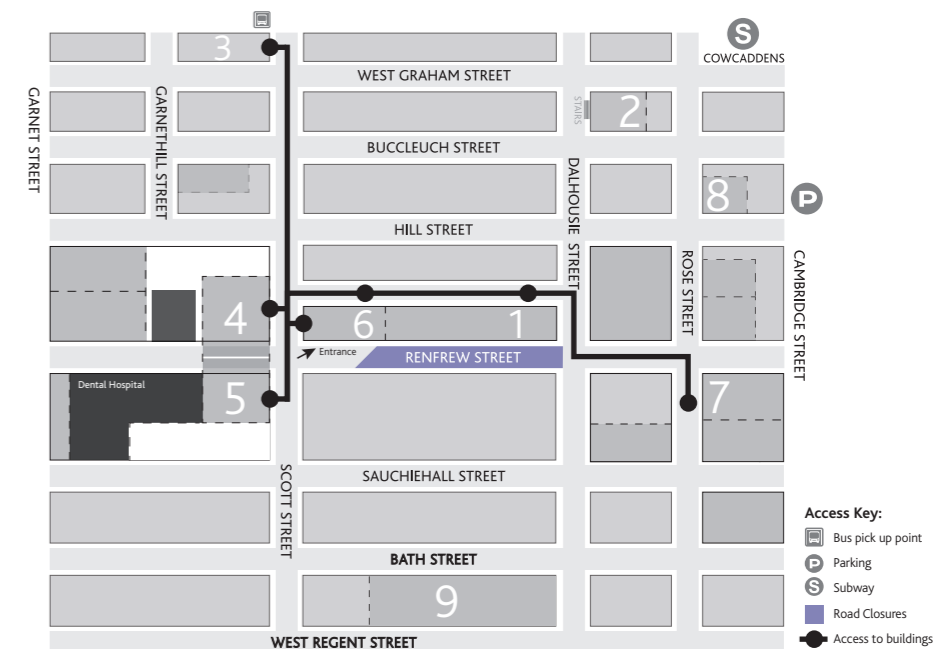 3
S
COWCADDENS
WEST GRAHAM STREET
GARNET STREET
GARNETHILL STREET
STAIRS
2
BUCCLEUCH STREET
DALHOUSIE STREET
8
P
HILL STREET
ROSE STREET
CAMBRIDGE STREET
4
6
1
Entrance
RENFREW STREET
Dental Hospital
5
7
SCOTT STREET
SAUCHIEHALL STREET
BATH STREET
9
WEST REGENT STREET
Access Key:
Bus pick up point
P Parking
S Subway
Road Closures
Access to buildings